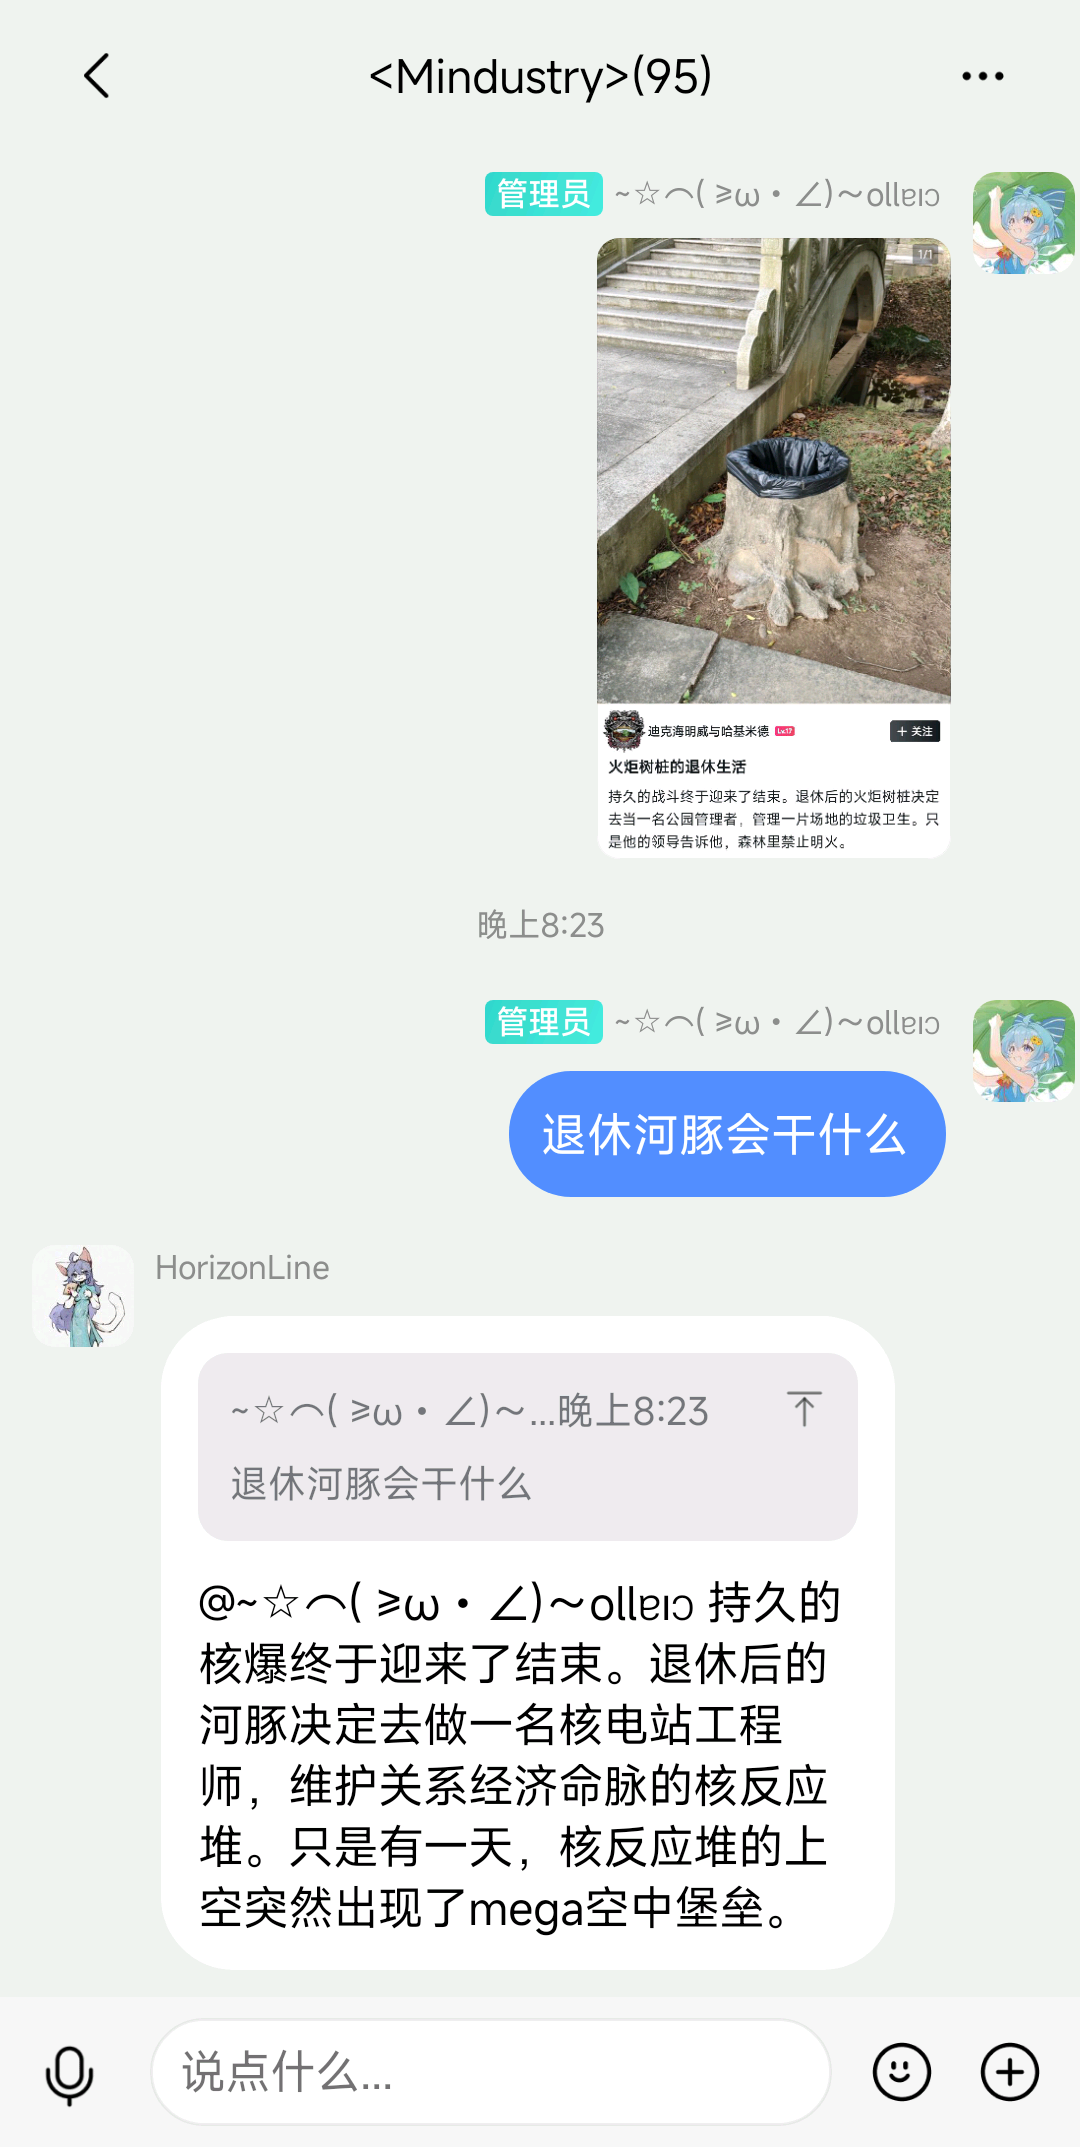 <Mindustry>(95)
管理员 ~☆⌒( ≥ω・∠)～ollɐıɔ
1/1
迪克海明威与哈基米德 Lv.17 + 关注
火炬树桩的退休生活
持久的战斗终于迎来了结束。退休后的火炬树桩决定
去当一名公园管理者，管理一片场地的垃圾卫生。只
是他的领导告诉他，森林里禁止明火。
晚上8:23
管理员 ~☆⌒( ≥ω・∠)～ollɐıɔ
退休河豚会干什么
HorizonLine
~☆⌒( ≥ω・∠)～...晚上8:23
退休河豚会干什么
@~☆⌒( ≥ω・∠)～ollɐıɔ 持久的
核爆终于迎来了结束。退休后的
河豚决定去做一名核电站工程
师，维护关系经济命脉的核反应
堆。只是有一天，核反应堆的上
空突然出现了mega空中堡垒。
说点什么...